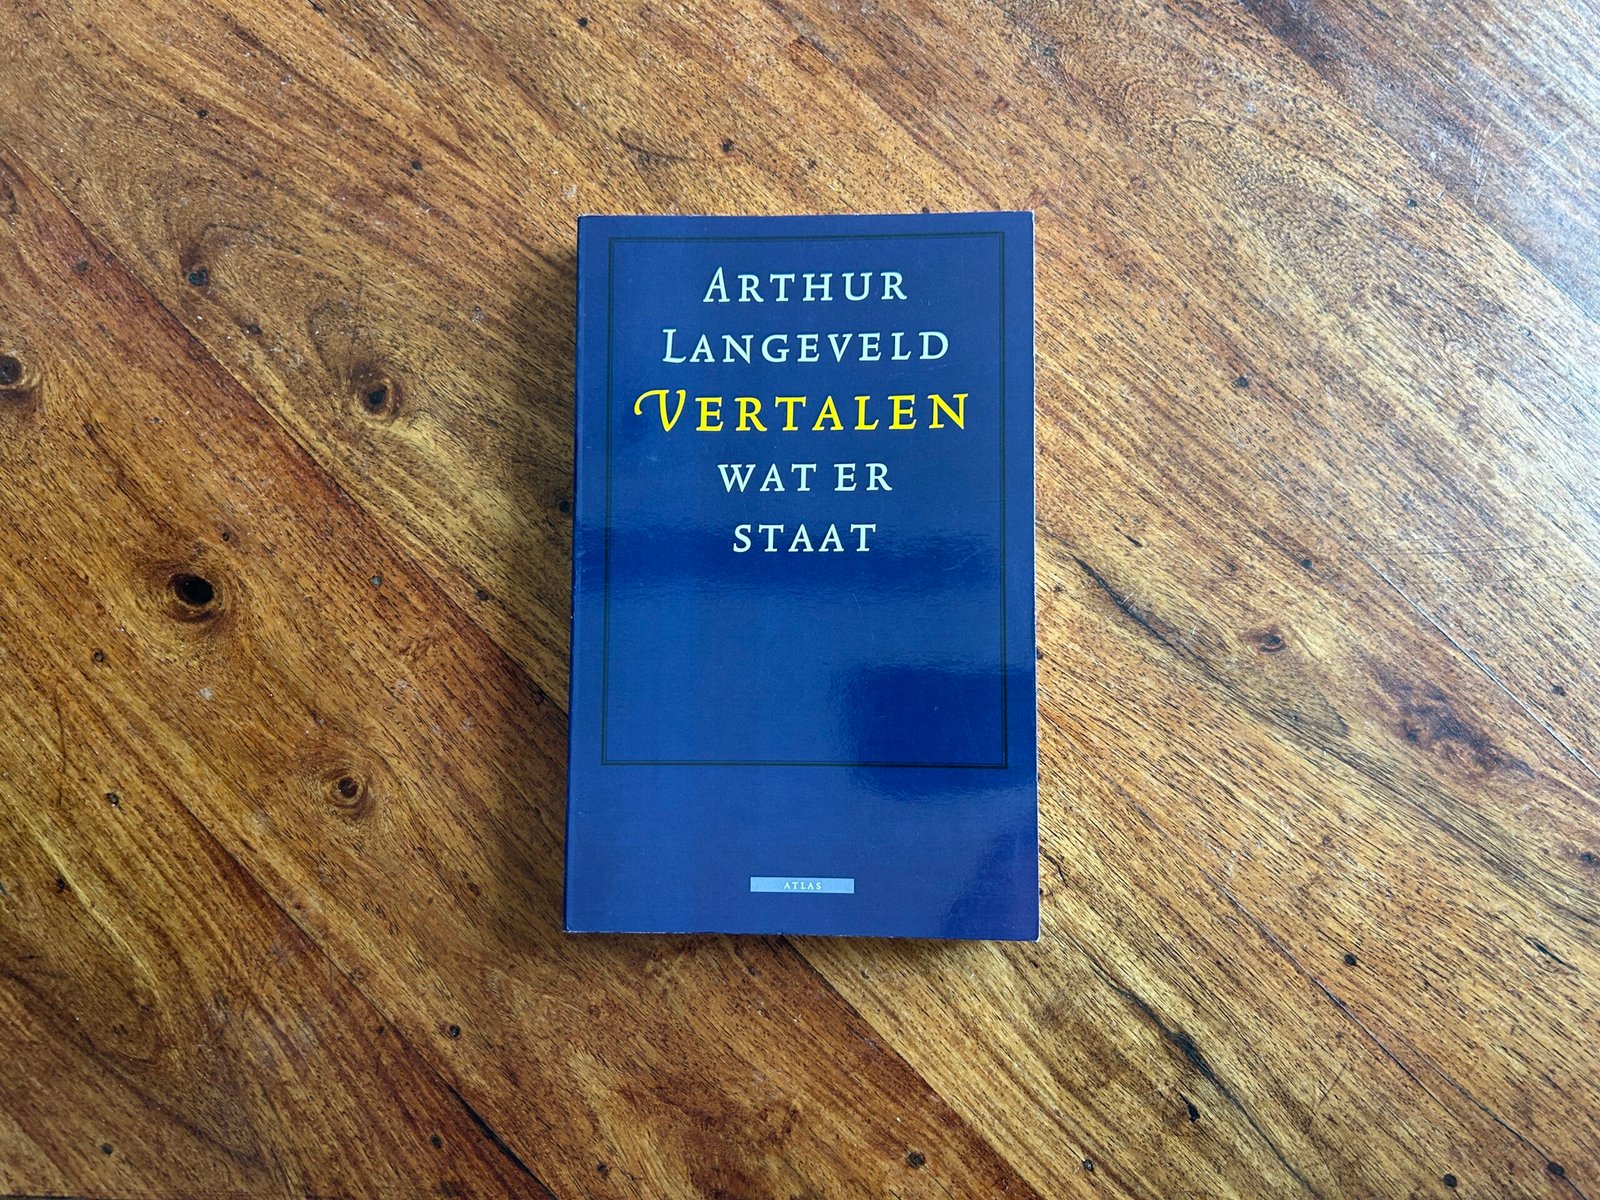 ARTHUR
LANGEVELD
VERTALEN
WAT ER
STAAT
ATLAS